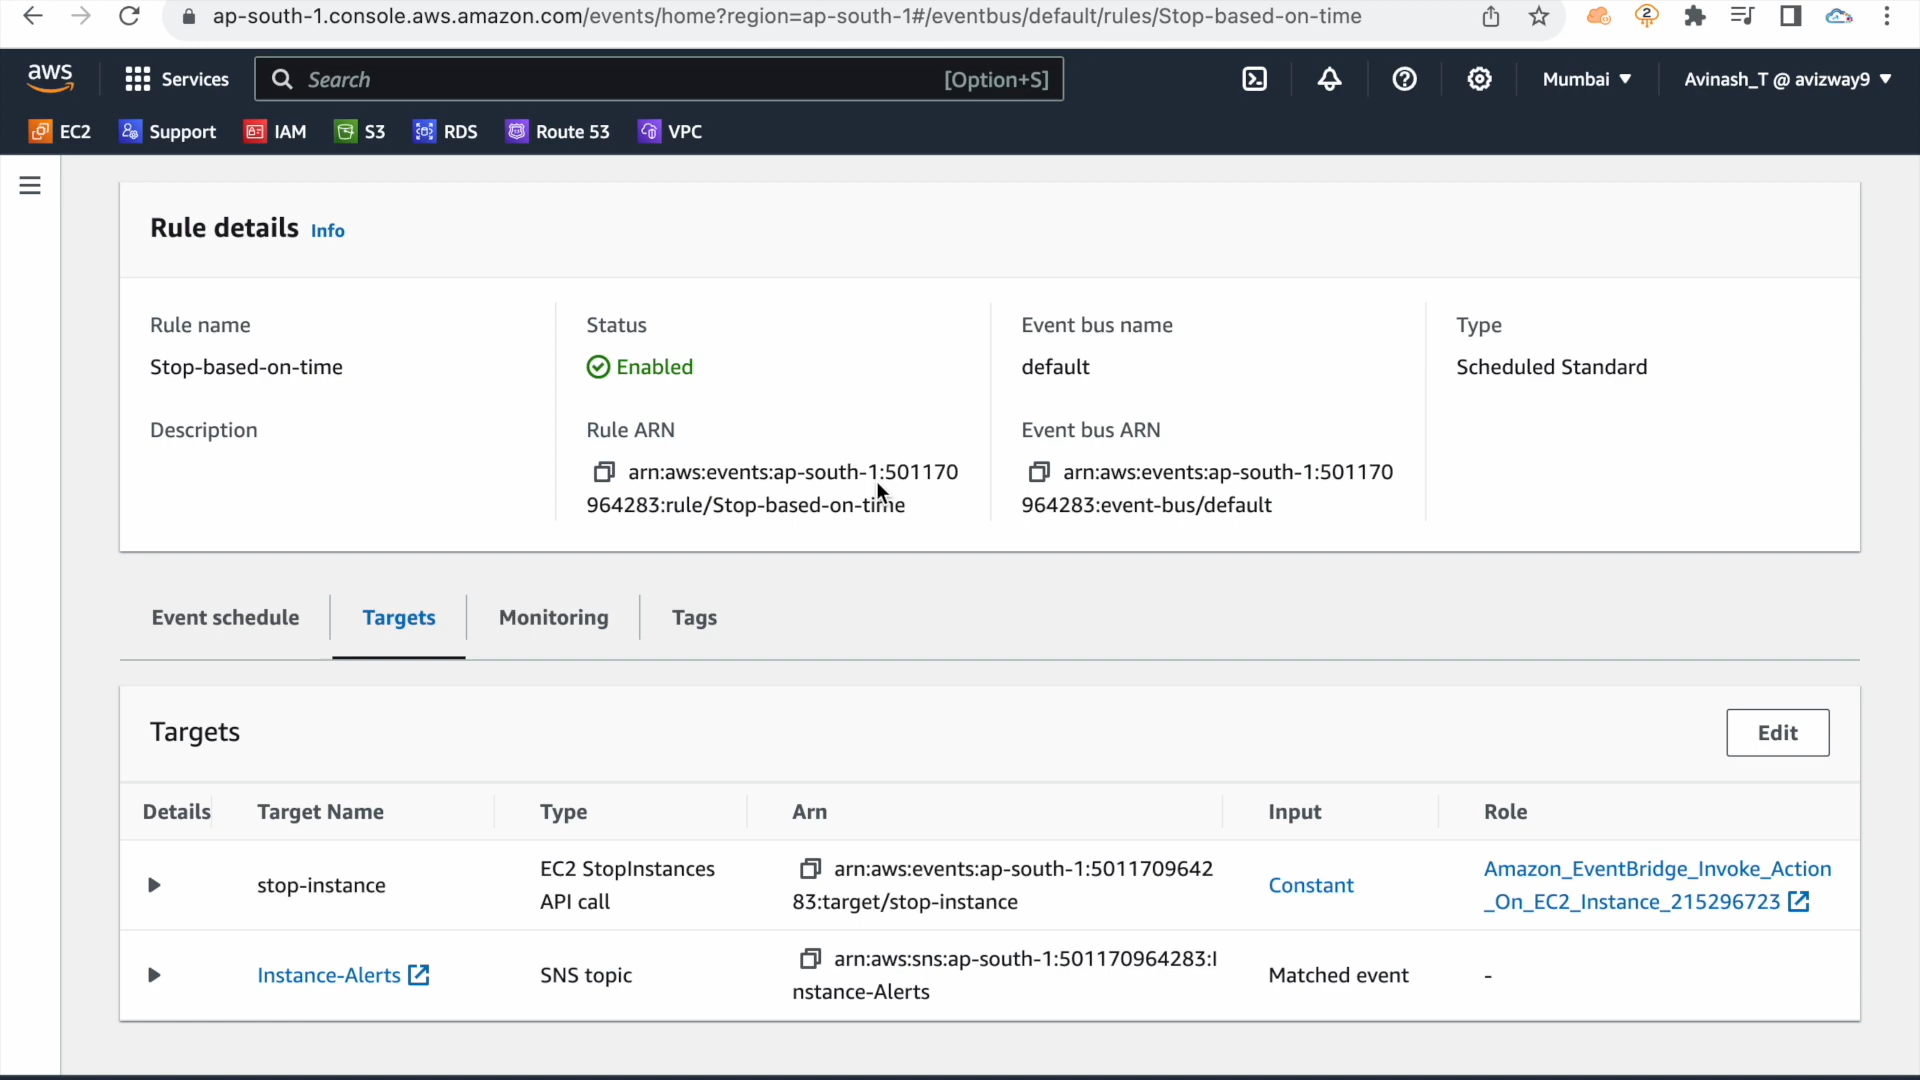 ap-south-1.console.aws.amazon.com/events/home?region=ap-south-1#/eventbus/default/rules/Stop-based-on-time
2
aws
Services
Search
[Option+S]
Mumbai
Avinash_T @ avizway9
EC2
Support
IAM
S3
RDS
Route 53
VPC
Rule details Info
Rule name
Stop-based-on-time
Status
Enabled
Event bus name
default
Type
Scheduled Standard
Description
Rule ARN
arn:aws:events:ap-south-1:501170
964283:rule/Stop-based-on-time
Event bus ARN
arn:aws:events:ap-south-1:501170
964283:event-bus/default
Event schedule
Targets
Monitoring
Tags
Targets
Edit
Details
Target Name
Type
Arn
Input
Role
stop-instance
EC2 StopInstances
API call
arn:aws:events:ap-south-1:5011709642
83:target/stop-instance
Constant
Amazon_EventBridge_Invoke_Action
_On_EC2_Instance_215296723
Instance-Alerts
SNS topic
arn:aws:sns:ap-south-1:501170964283:I
nstance-Alerts
Matched event
-